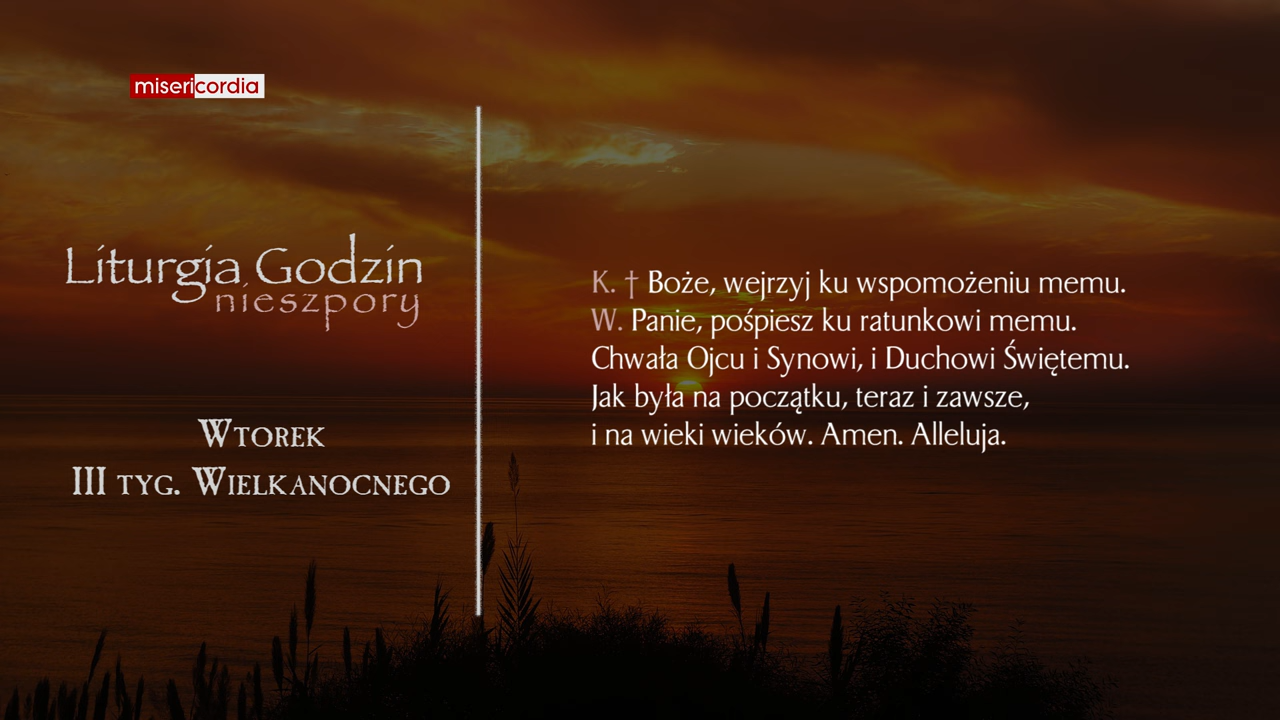 misericordia
Liturgia Godzin
nieszpory
Wtorek
III tyg. Wielkanocnego
K. † Boże, wejrzyj ku wspomożeniu memu.
W. Panie, pośpiesz ku ratunkowi memu.
Chwała Ojcu i Synowi, i Duchowi Świętemu.
Jak była na początku, teraz i zawsze,
i na wieki wieków. Amen. Alleluja.